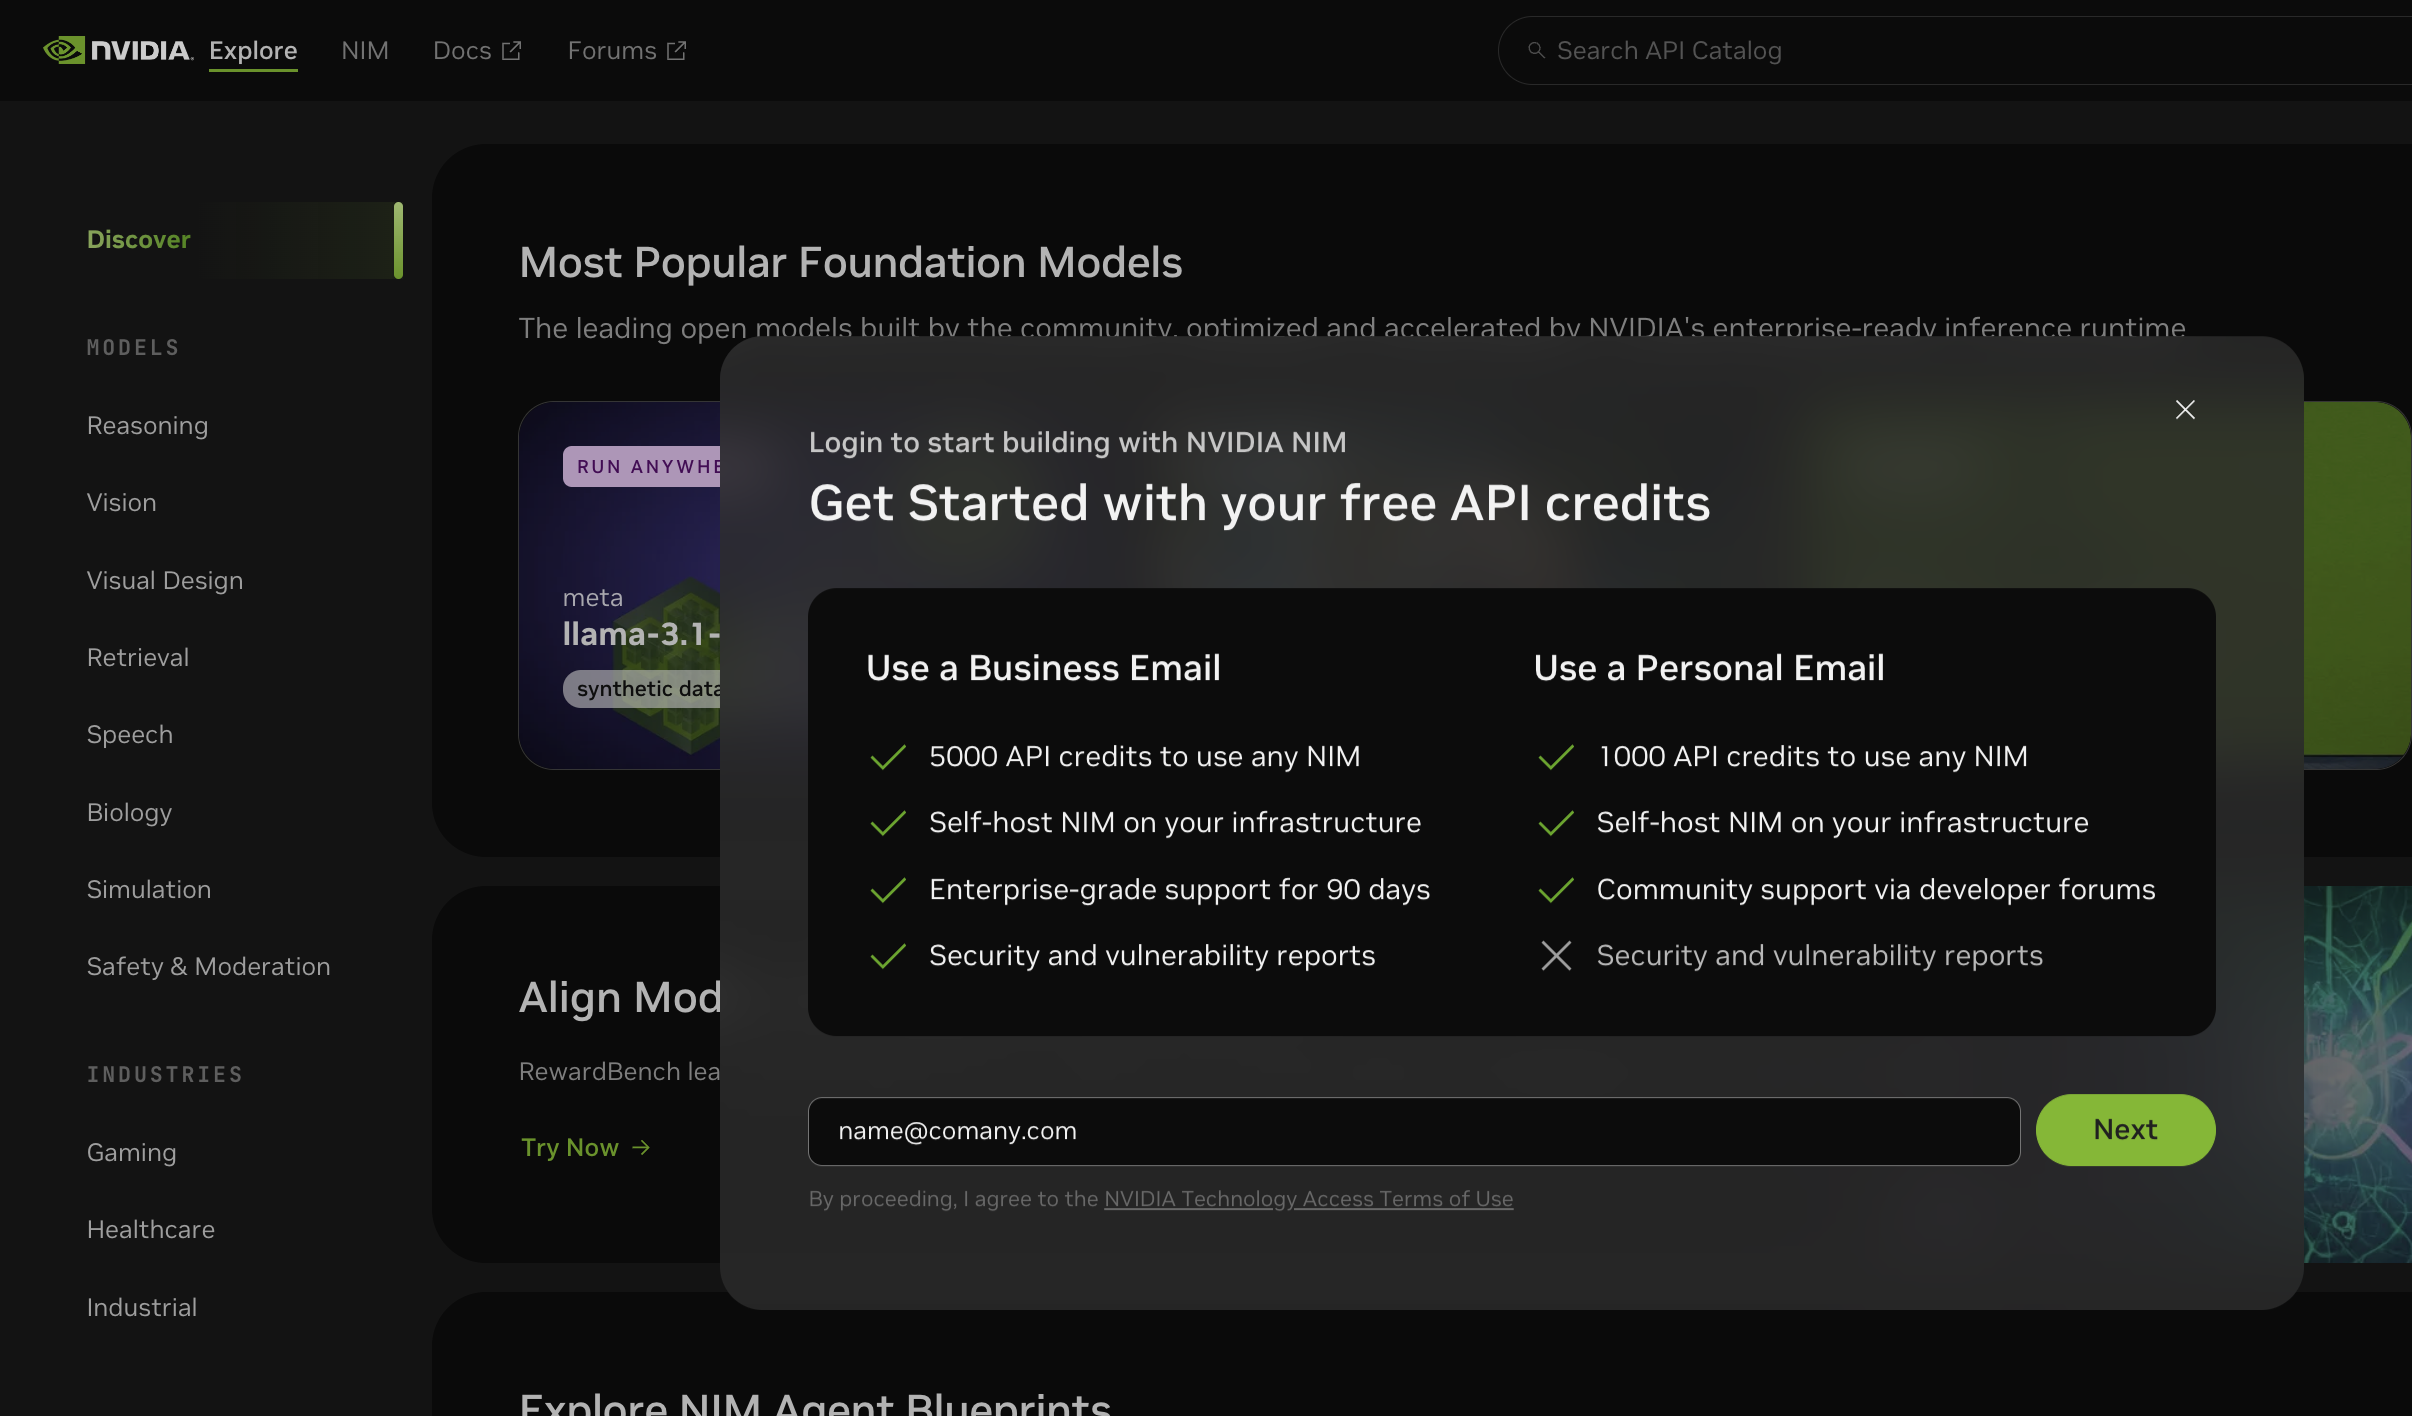 NVIDIA. Explore NIM Docs Forums
Search API Catalog
Discover
MODELS
Reasoning
Vision
Visual Design
Retrieval
Speech
Biology
Simulation
Safety & Moderation
INDUSTRIES
Gaming
Healthcare
Industrial
Most Popular Foundation Models
The leading open models built by the community, optimized and accelerated by NVIDIA's enterprise-ready inference runtime
RUN ANYWHE
meta
llama-3.1-
synthetic data
Align Mod
RewardBench lea
Try Now
Explore NIM Agent Blueprints
Login to start building with NVIDIA NIM
Get Started with your free API credits
Use a Business Email
5000 API credits to use any NIM
Self-host NIM on your infrastructure
Enterprise-grade support for 90 days
Security and vulnerability reports
Use a Personal Email
1000 API credits to use any NIM
Self-host NIM on your infrastructure
Community support via developer forums
Security and vulnerability reports
name@comany.com
Next
By proceeding, I agree to the NVIDIA Technology Access Terms of Use